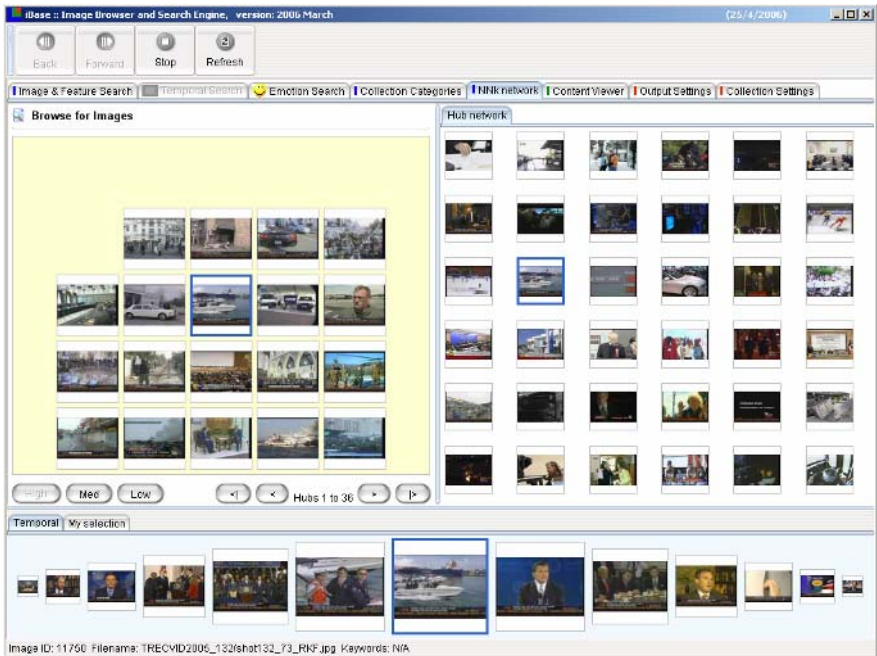 iBase :: Image Browser and Search Engine, version: 2006 March (25/4/2006)
Back Forward Stop Refresh
Image & Feature Search Temporal Search Emotion Search Collection Categories NNk network Content Viewer Output Settings Collection Settings
Browse for Images
Hub network
High Med Low <| < Hubs 1 to 36 > |>
Temporal My selection
Image ID: 11750 Filename: TRECVID2005_132/shot132_73_RKF.jpg Keywords: N/A